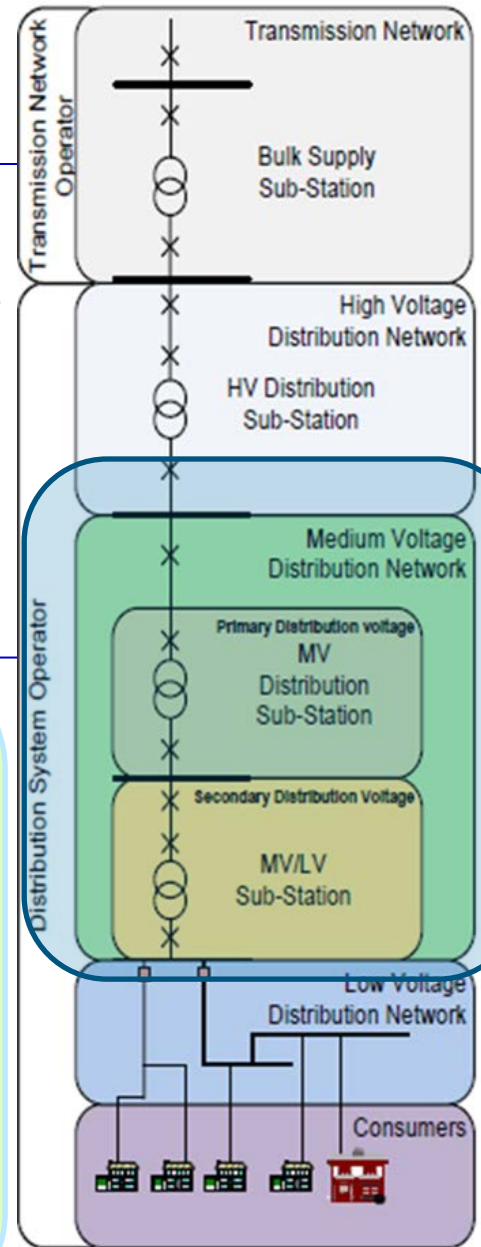 Transmission Network
Operator
Transmission Network
Bulk Supply
Sub-Station
Distribution System Operator
High Voltage
Distribution Network
HV Distribution
Sub-Station
Medium Voltage
Distribution Network
Primary Distribution voltage
MV
Distribution
Sub-Station
Secondary Distribution Voltage
MV/LV
Sub-Station
Low Voltage
Distribution Network
Consumers